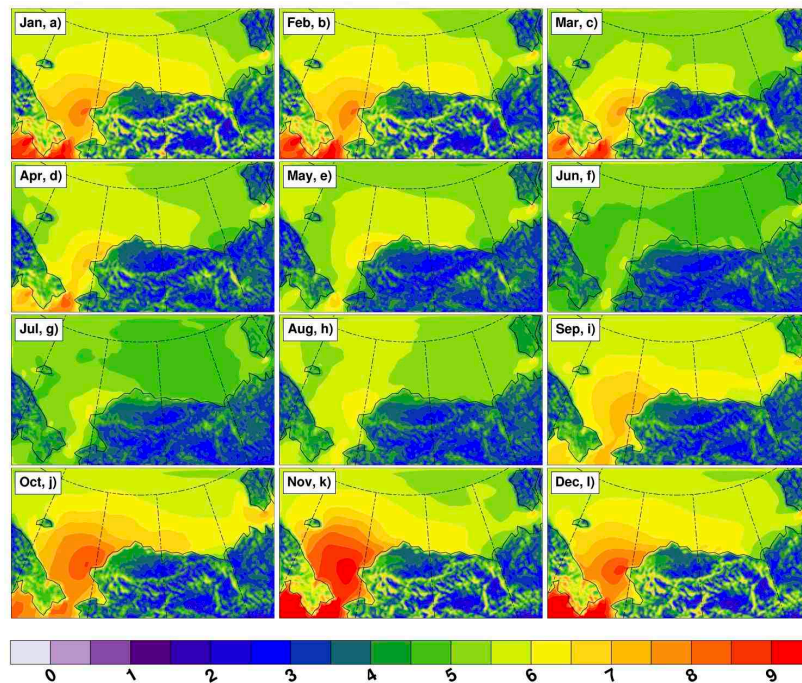 Jan, a) Feb, b) Mar, c)
Apr, d) May, e) Jun, f)
Jul, g) Aug, h) Sep, i)
Oct, j) Nov, k) Dec, l)
0 1 2 3 4 5 6 7 8 9